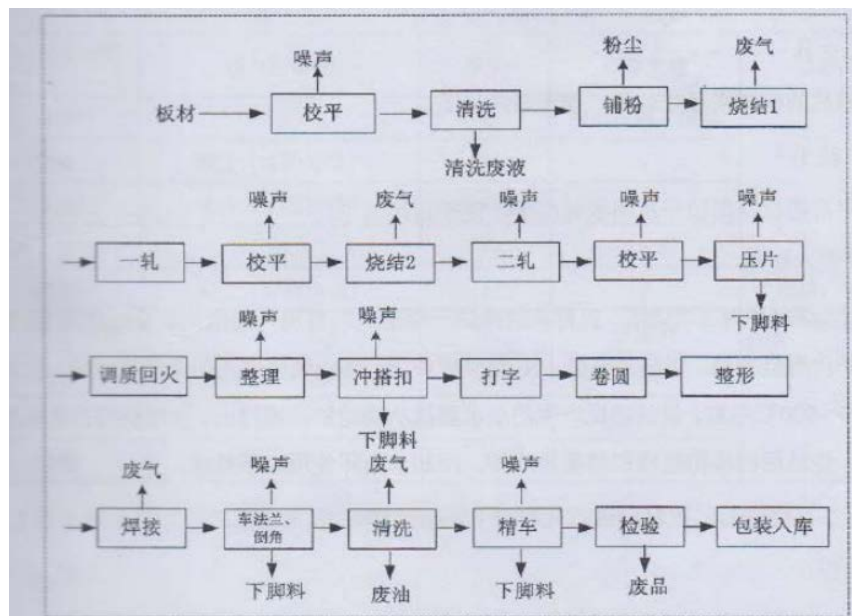 噪声 粉尘 废气
板材 校平 清洗 铺粉 烧结1
清洗废液
噪声 废气 噪声 噪声 噪声
一轧 校平 烧结2 二轧 校平 压片
下脚料
噪声 噪声
调质回火 整理 冲搭扣 打字 卷圆 整形
下脚料
废气 噪声 废气 噪声
焊接 车法兰、倒角 清洗 精车 检验 包装入库
下脚料 废油 下脚料 废品